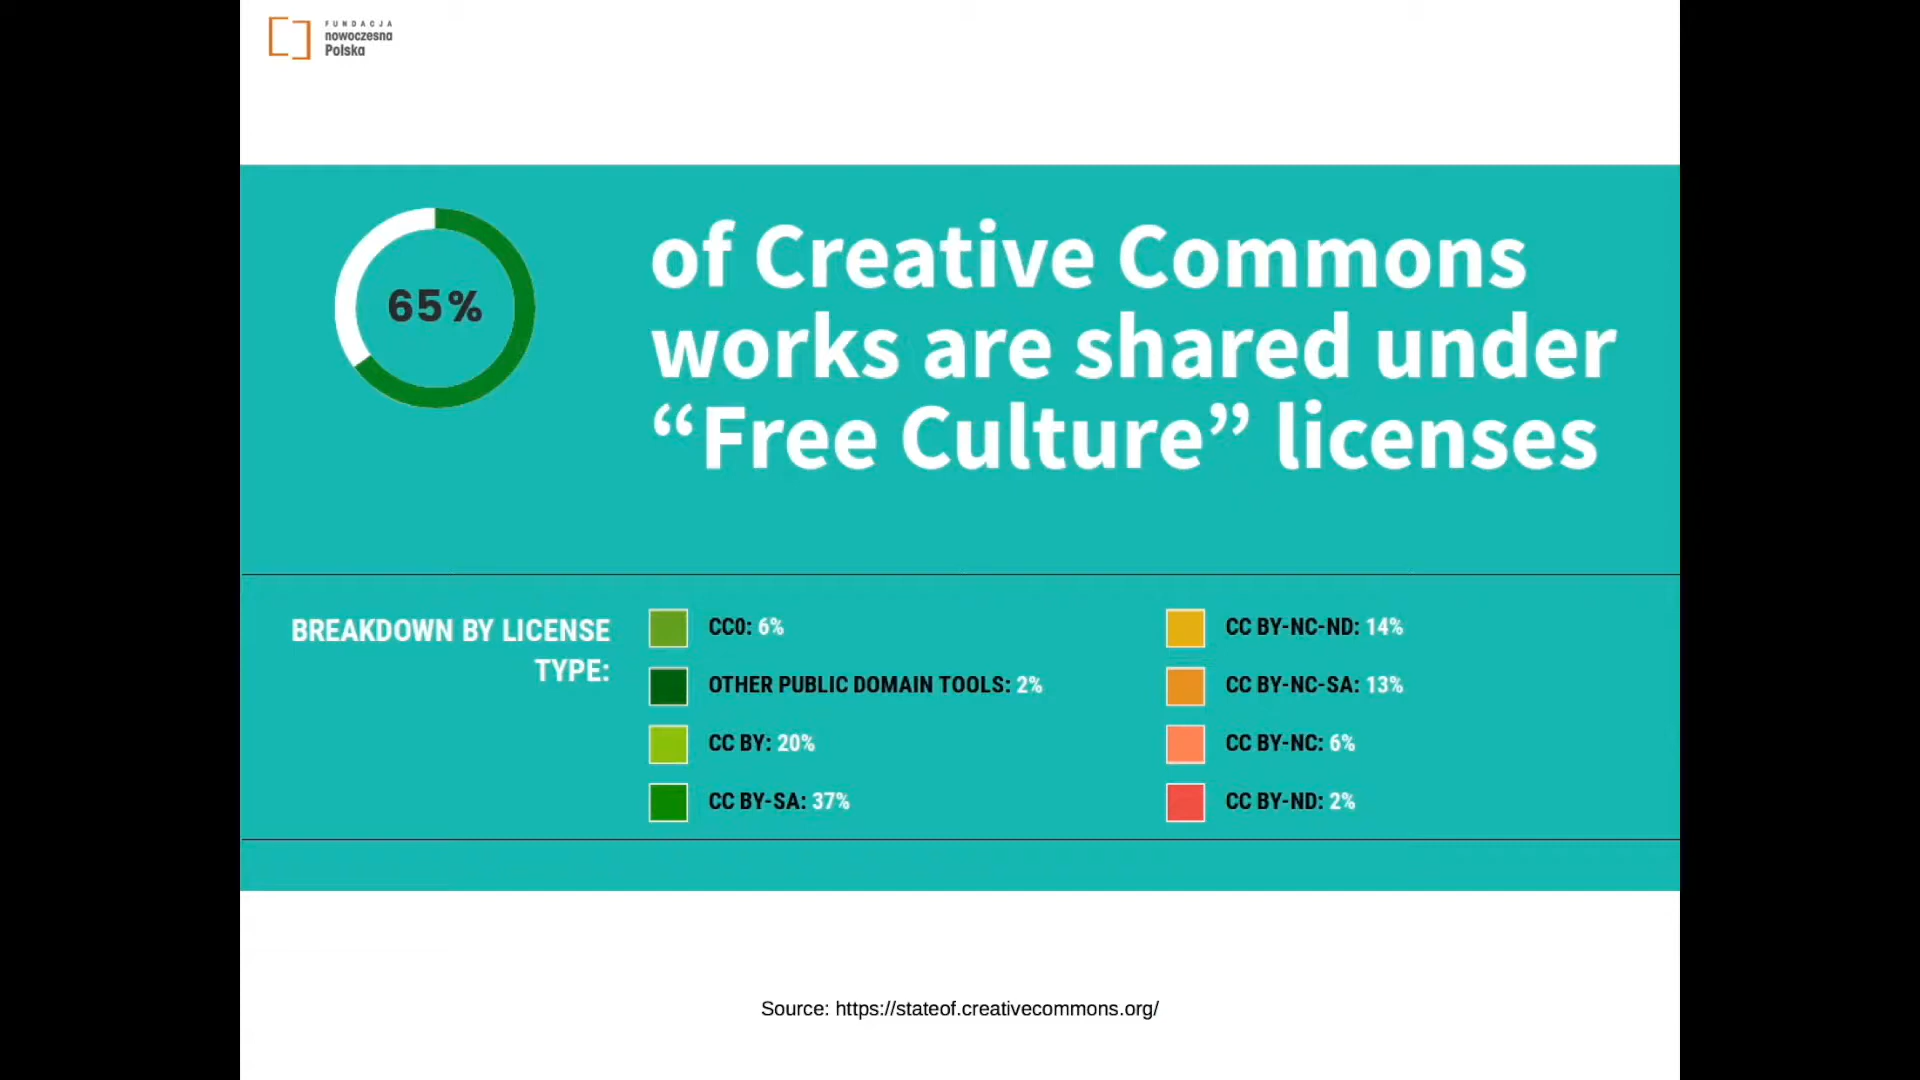 FUNDACJA
nowoczesna
Polska
65%
of Creative Commons
works are shared under
“Free Culture” licenses
BREAKDOWN BY LICENSE
TYPE:
CC0: 6%
OTHER PUBLIC DOMAIN TOOLS: 2%
CC BY: 20%
CC BY-SA: 37%
CC BY-NC-ND: 14%
CC BY-NC-SA: 13%
CC BY-NC: 6%
CC BY-ND: 2%
Source: https://stateof.creativecommons.org/